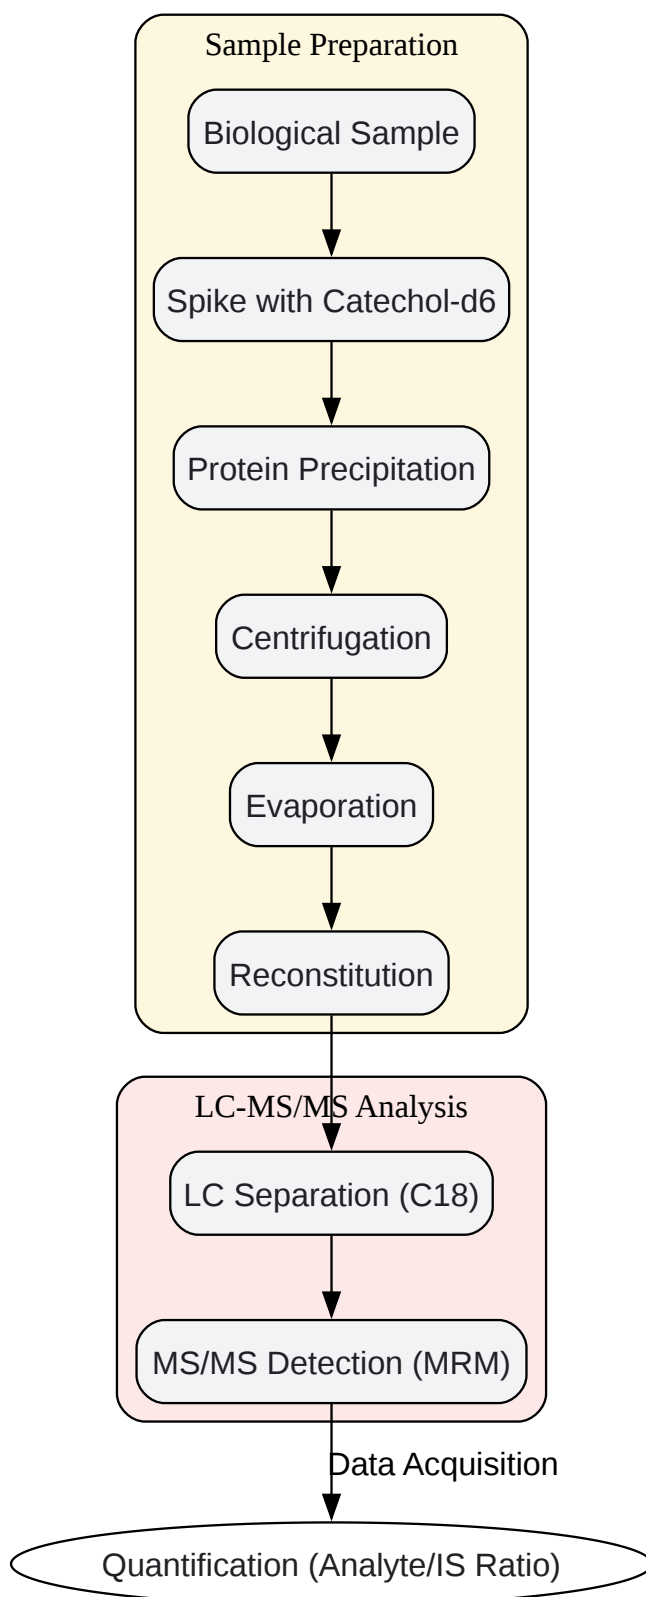 Sample Preparation
Biological Sample
Spike with Catechol-d6
Protein Precipitation
Centrifugation
Evaporation
Reconstitution
LC-MS/MS Analysis
LC Separation (C18)
MS/MS Detection (MRM)
Data Acquisition
Quantification (Analyte/IS Ratio)